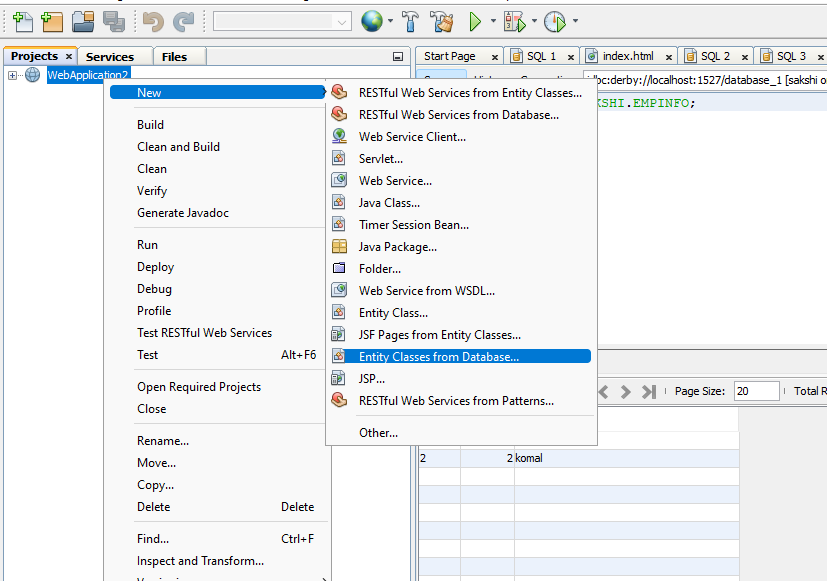 Projects × Services Files
Start Page × SQL 1 × index.html × SQL 2 × SQL 3 ×
WebApplication2
jdbc:derby://localhost:1527/database_1 [sakshi on
KSHI.EMPINFO;
New
Build
Clean and Build
Clean
Verify
Generate Javadoc
Run
Deploy
Debug
Profile
Test RESTful Web Services
Test Alt+F6
Open Required Projects
Close
Rename...
Move...
Copy...
Delete Delete
Find... Ctrl+F
Inspect and Transform...
RESTful Web Services from Entity Classes...
RESTful Web Services from Database...
Web Service Client...
Servlet...
Web Service...
Java Class...
Timer Session Bean...
Java Package...
Folder...
Web Service from WSDL...
Entity Class...
JSF Pages from Entity Classes...
Entity Classes from Database...
JSP...
RESTful Web Services from Patterns...
Other...
Page Size: 20 Total R
2 2 komal